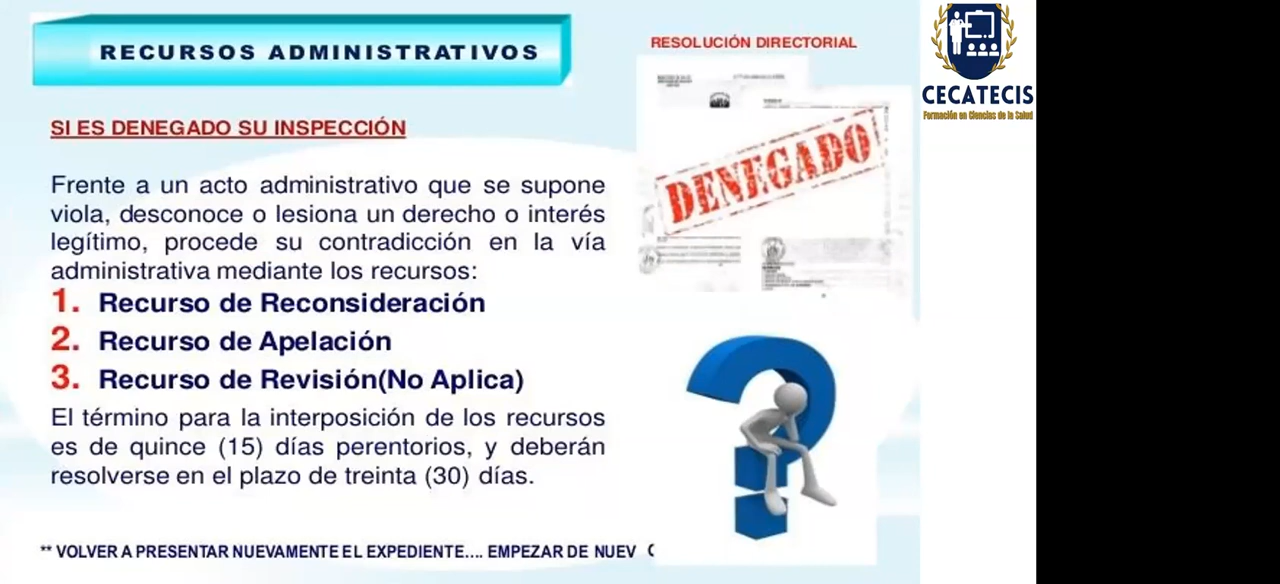 RECURSOS ADMINISTRATIVOS
RESOLUCIÓN DIRECTORIAL
CECATECIS
Formación en Ciencias de la Salud
SI ES DENEGADO SU INSPECCIÓN
DENEGADO
Frente a un acto administrativo que se supone
viola, desconoce o lesiona un derecho o interés
legítimo, procede su contradicción en la vía
administrativa mediante los recursos:
1. Recurso de Reconsideración
2. Recurso de Apelación
3. Recurso de Revisión(No Aplica)
El término para la interposición de los recursos
es de quince (15) días perentorios, y deberán
resolverse en el plazo de treinta (30) días.
** VOLVER A PRESENTAR NUEVAMENTE EL EXPEDIENTE.... EMPEZAR DE NUEV